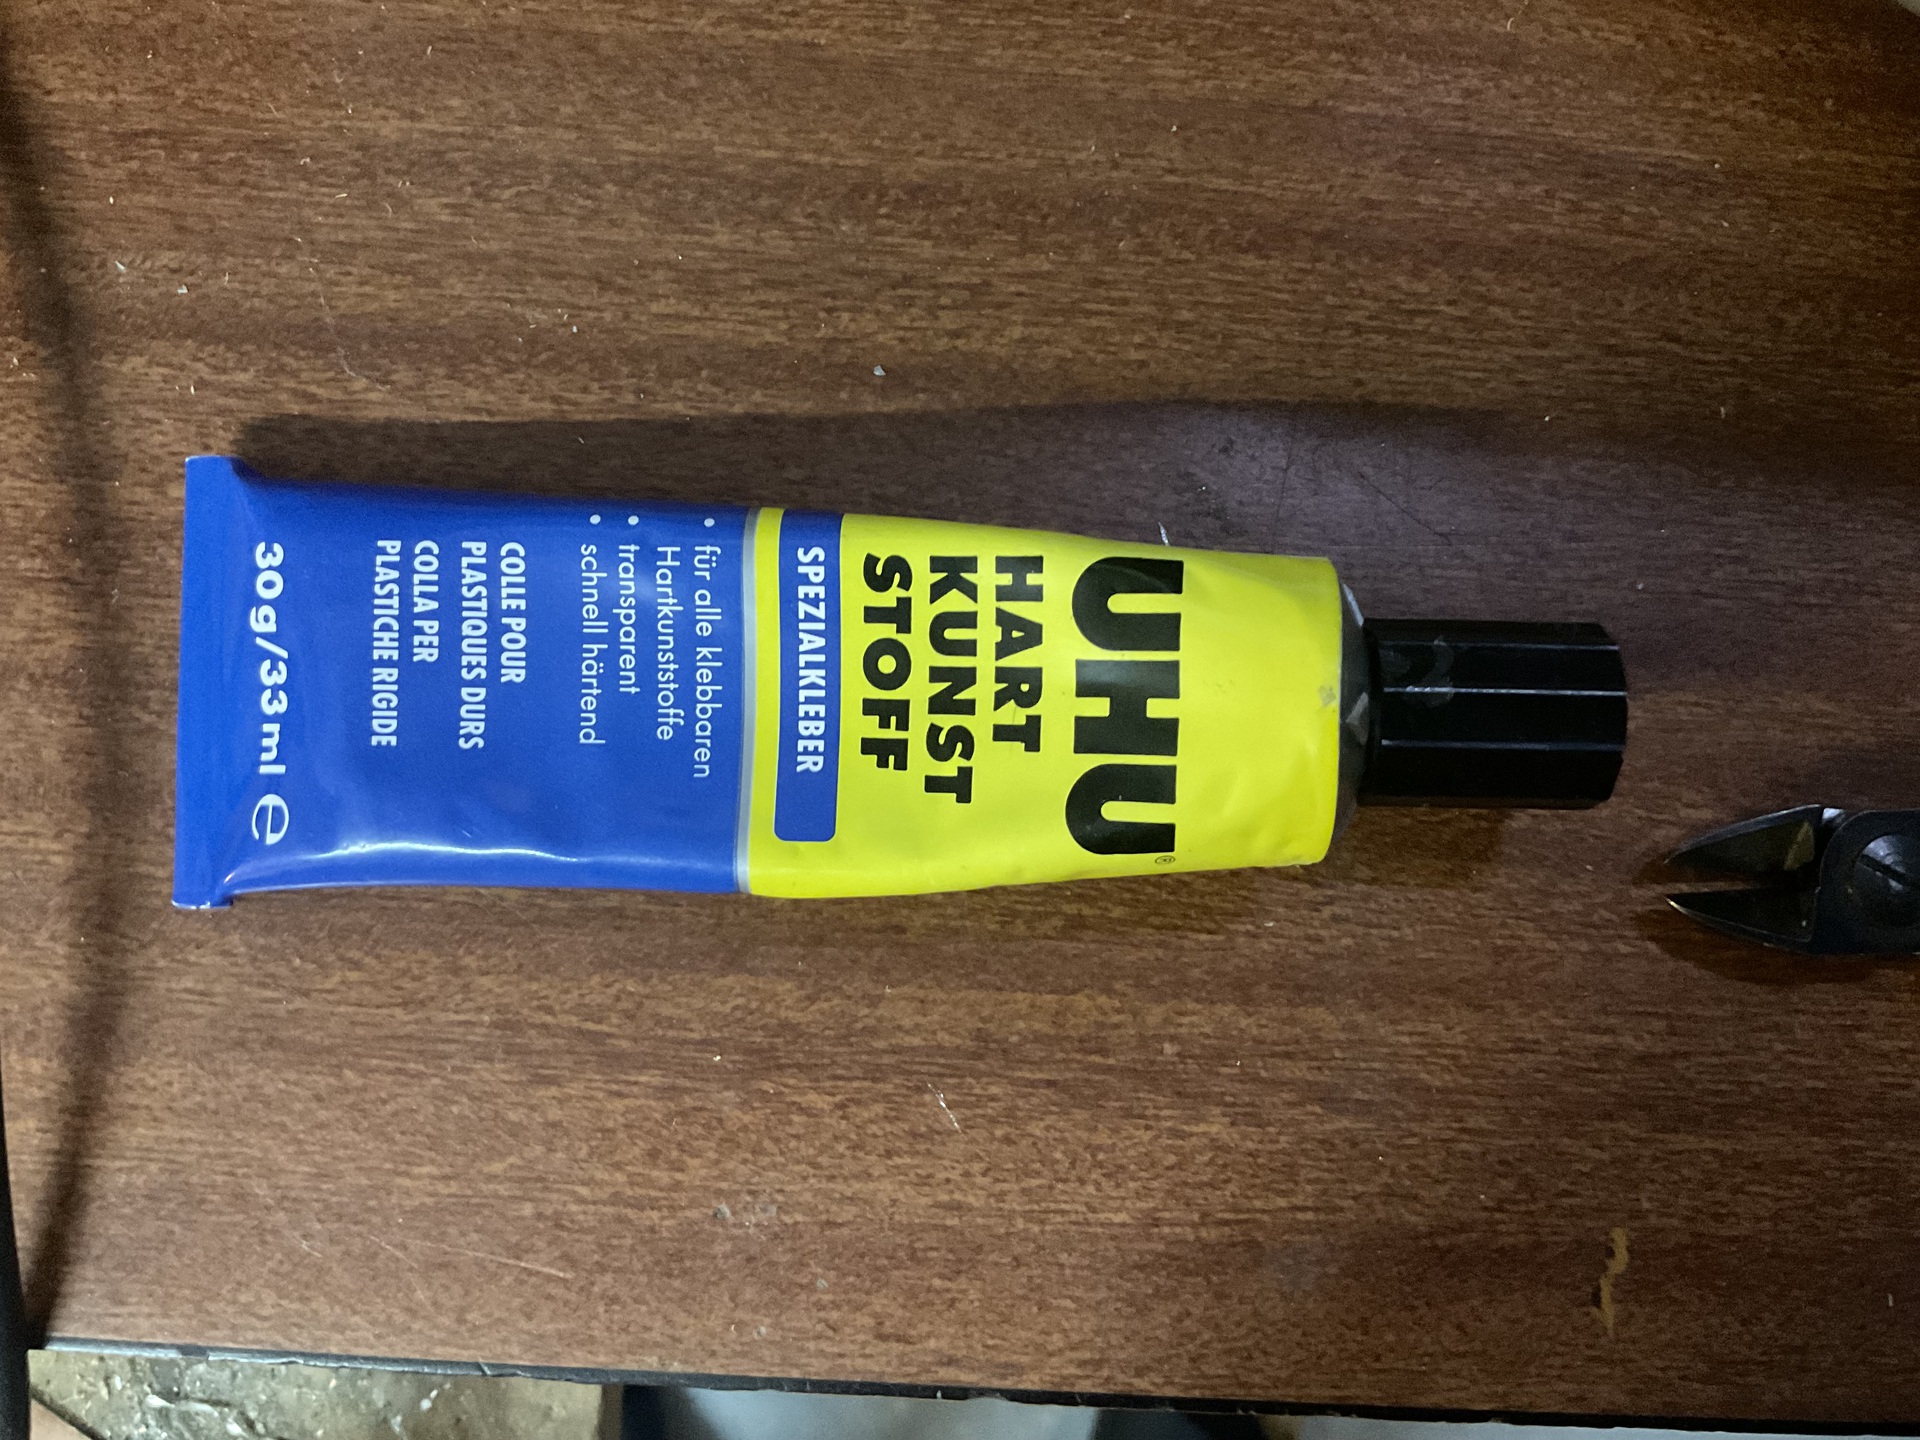 UHU®
HART
KUNST
STOFF
SPEZIALKLEBER
• für alle klebbaren
Hartkunststoffe
• transparent
• schnell härtend
COLLE POUR
PLASTIQUES DURS
COLLA PER
PLASTICHE RIGIDE
30g/33ml ℮